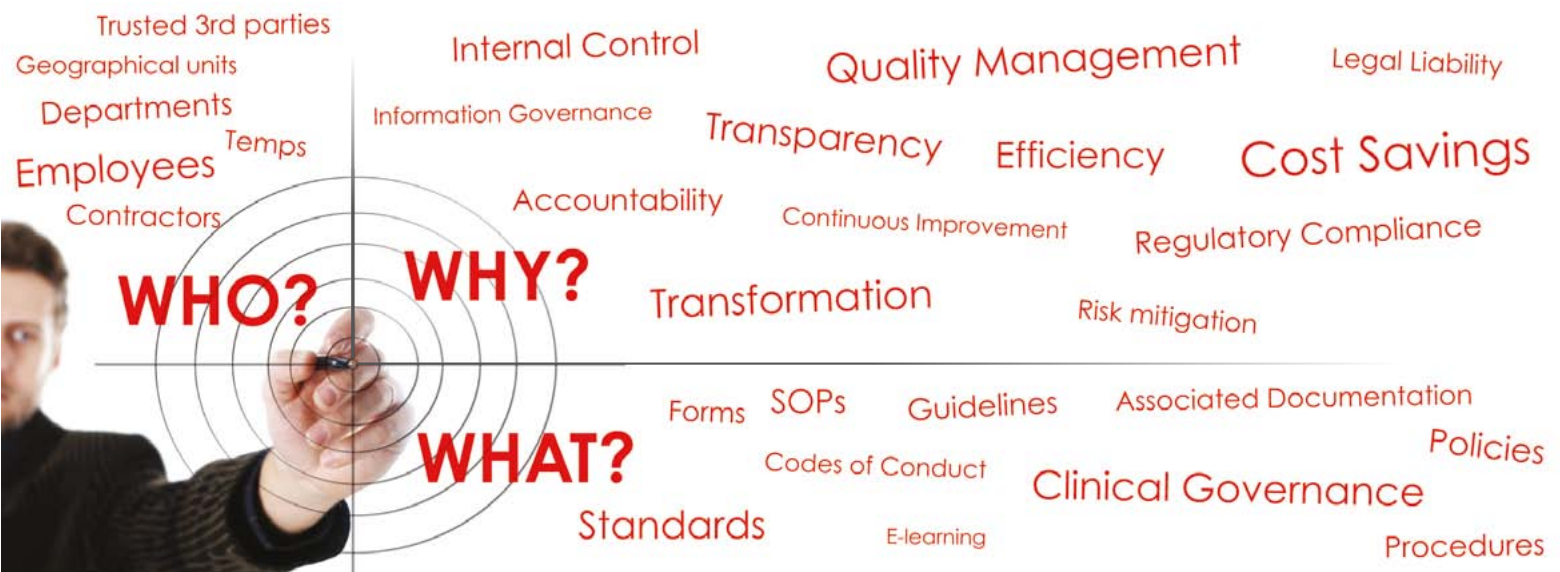 Trusted 3rd parties
Geographical units
Departments
Temps
Employees
Contractors
WHO?
Internal Control
Quality Management
Legal Liability
Information Governance
Transparency
Efficiency
Cost Savings
Accountability
Continuous Improvement
Regulatory Compliance
WHY?
Transformation
Risk mitigation
Forms
SOPs
Guidelines
Associated Documentation
Policies
WHAT?
Codes of Conduct
Clinical Governance
Standards
E-learning
Procedures